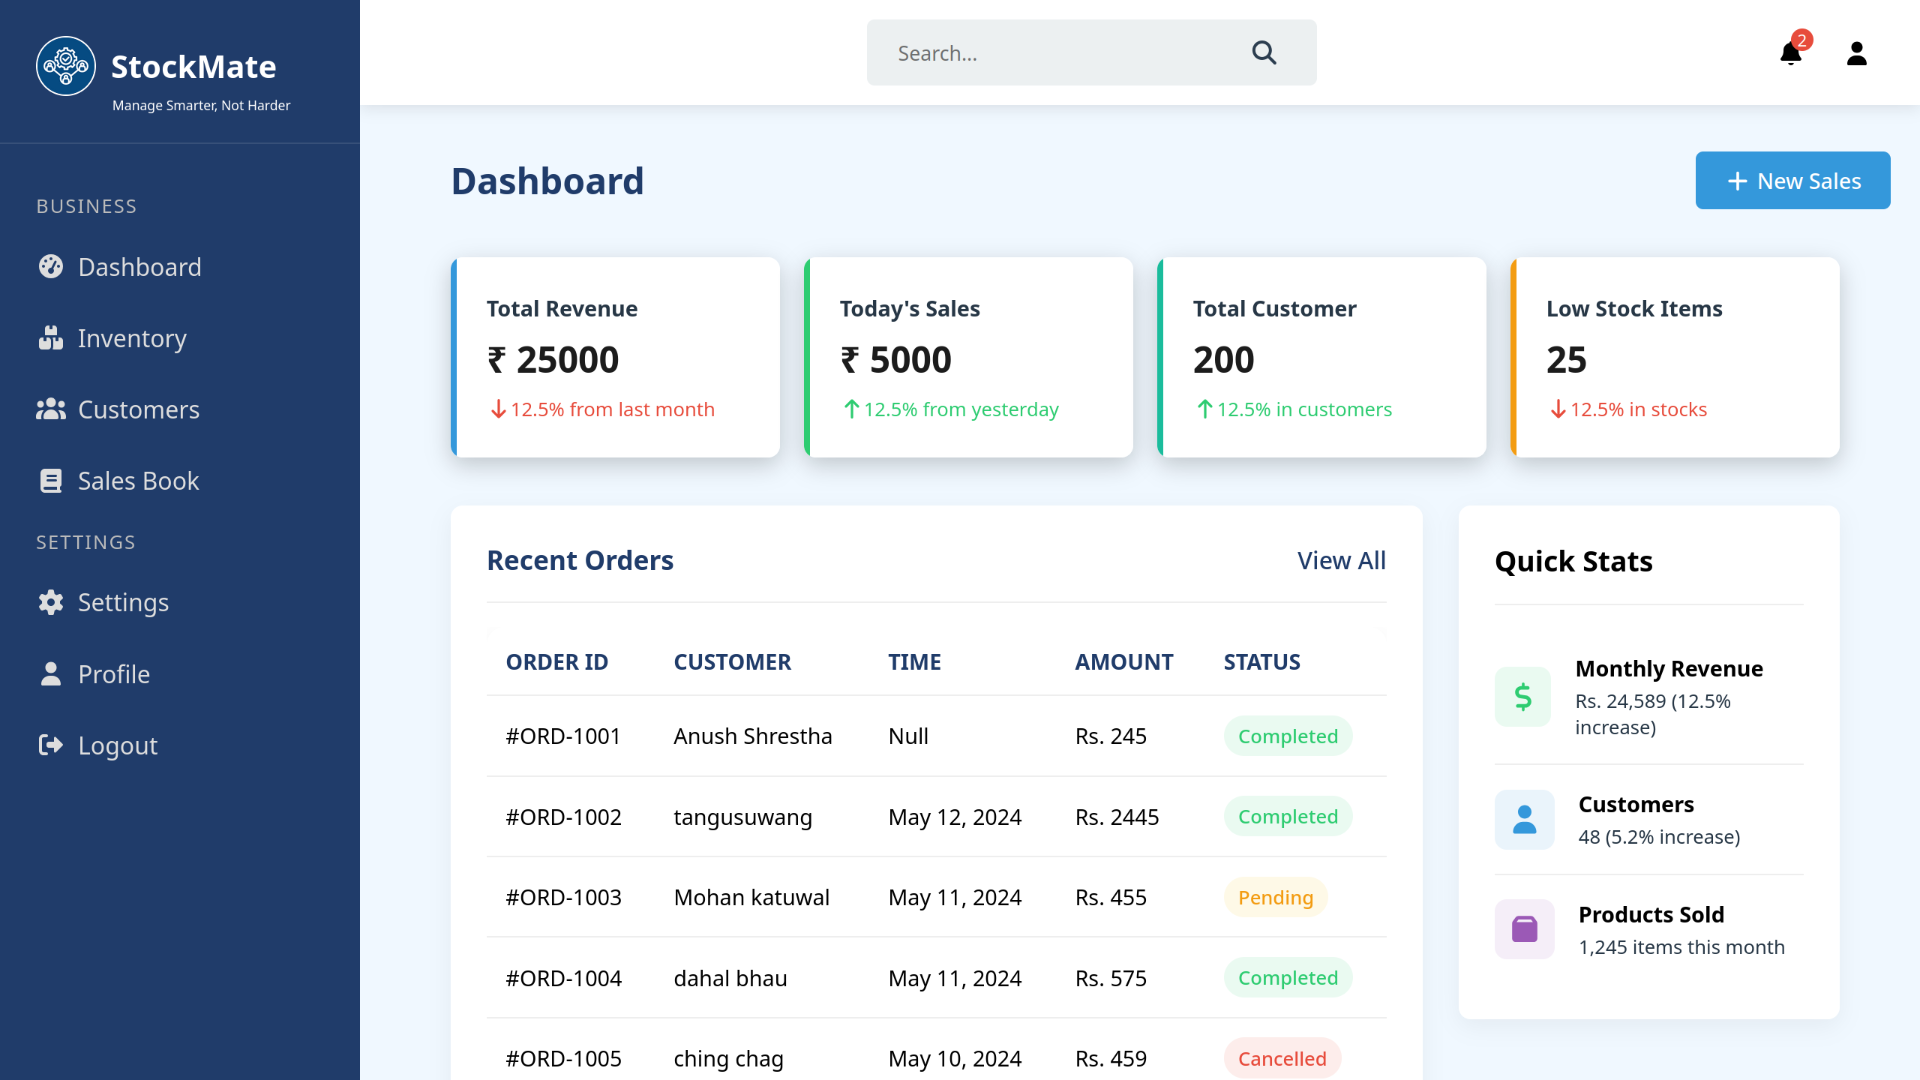 StockMate
Manage Smarter, Not Harder
Search...
2
BUSINESS
Dashboard
Inventory
Customers
Sales Book
SETTINGS
Settings
Profile
Logout
Dashboard
New Sales
Total Revenue
₹ 25000
12.5% from last month
Today's Sales
₹ 5000
12.5% from yesterday
Total Customer
200
12.5% in customers
Low Stock Items
25
12.5% in stocks
Recent Orders View All
ORDER ID CUSTOMER TIME AMOUNT STATUS
#ORD-1001 Anush Shrestha Null Rs. 245 Completed
#ORD-1002 tangusuwang May 12, 2024 Rs. 2445 Completed
#ORD-1003 Mohan katuwal May 11, 2024 Rs. 455 Pending
#ORD-1004 dahal bhau May 11, 2024 Rs. 575 Completed
#ORD-1005 ching chag May 10, 2024 Rs. 459 Cancelled
Quick Stats
Monthly Revenue
Rs. 24,589 (12.5%
increase)
Customers
48 (5.2% increase)
Products Sold
1,245 items this month